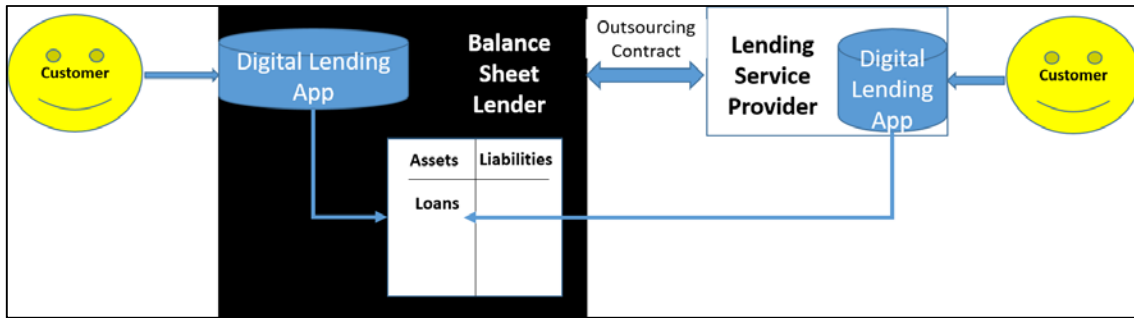 Customer
Digital Lending
App
Balance
Sheet
Lender
Assets
Liabilities
Loans
Outsourcing
Contract
Lending
Service
Provider
Digital
Lending
App
Customer